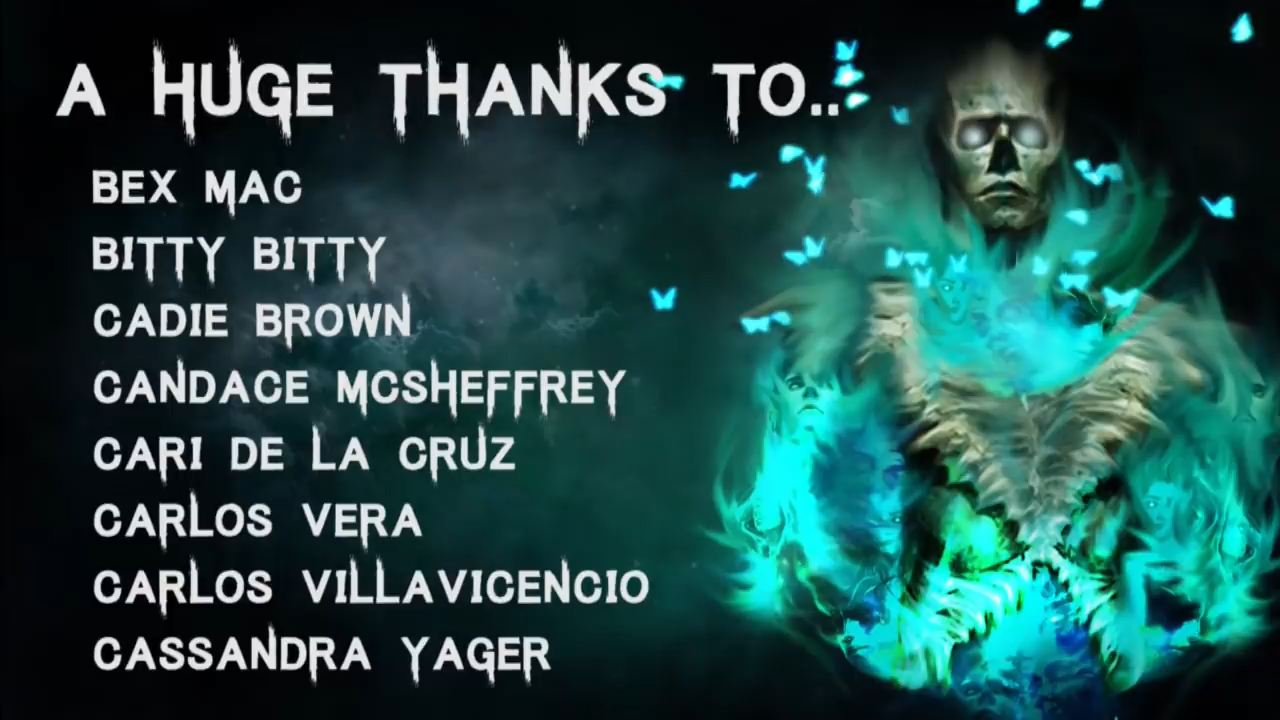 A HUGE THANKS TO..
BEX MAC
BITTY BITTY
CADIE BROWN
CANDACE MCSHEFFREY
CARI DE LA CRUZ
CARLOS VERA
CARLOS VILLAVICENCIO
CASSANDRA YAGER